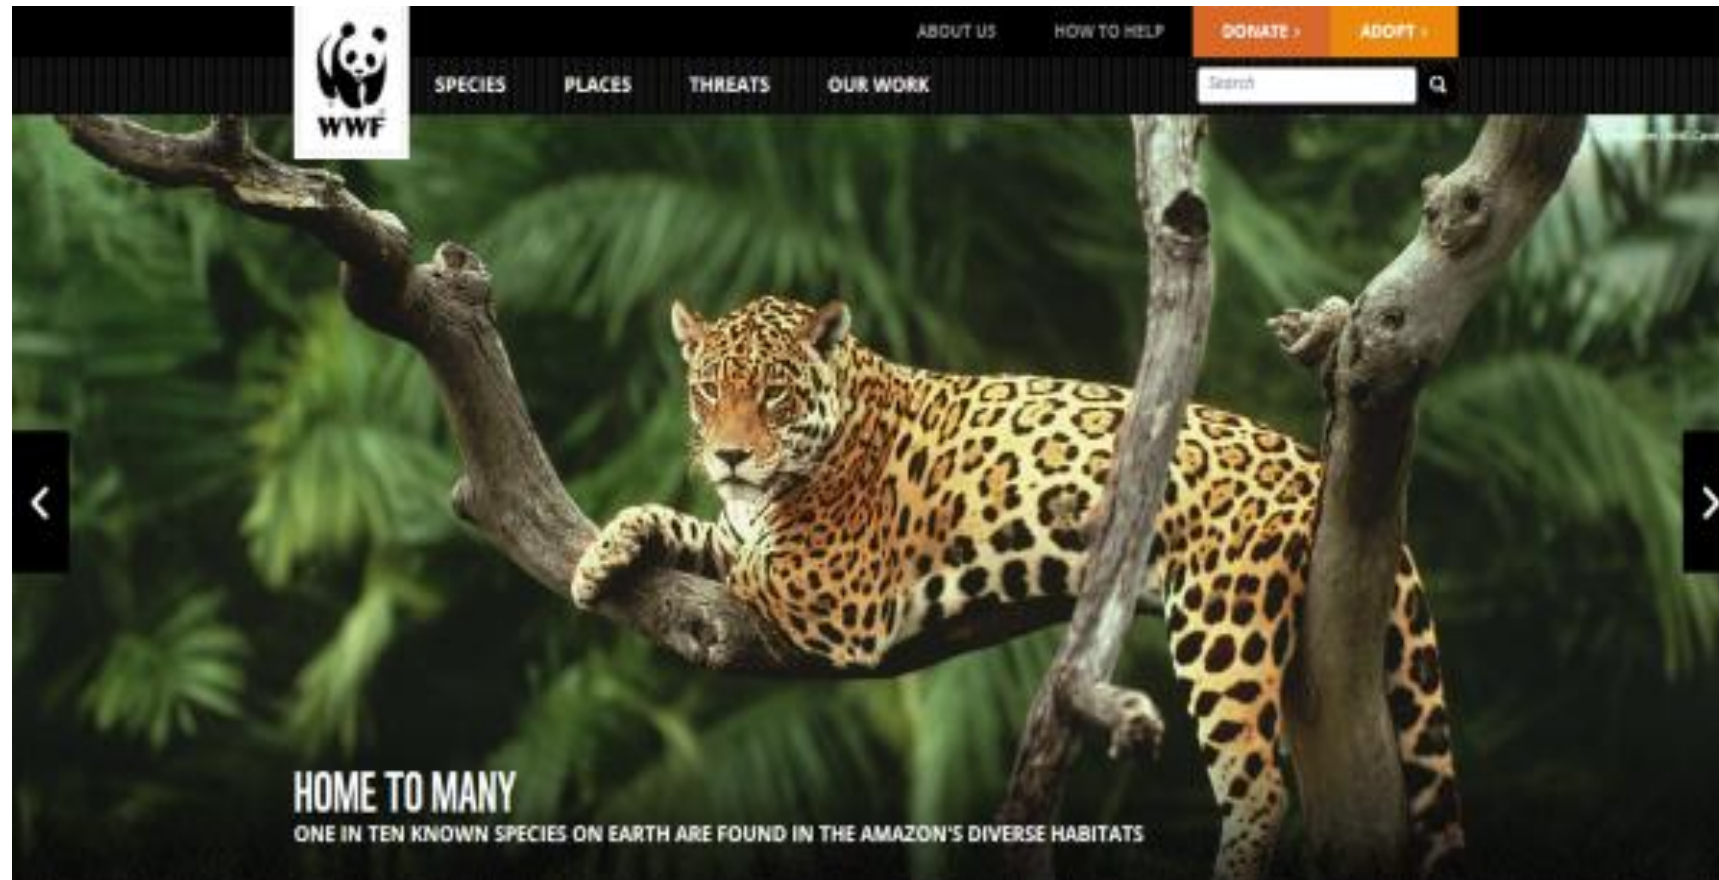 ABOUT US HOW TO HELP DONATE › ADOPT ›
WWF
SPECIES PLACES THREATS OUR WORK
Search
HOME TO MANY
ONE IN TEN KNOWN SPECIES ON EARTH ARE FOUND IN THE AMAZON'S DIVERSE HABITATS